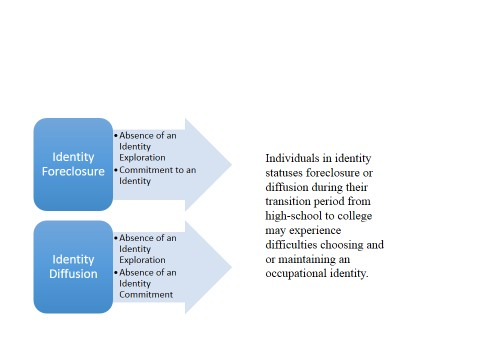 Identity
Foreclosure
•Absence of an
Identity
Exploration
•Commitment to an
Identity
Identity
Diffusion
•Absence of an
Identity
Exploration
•Absence of an
Identity
Commitment
Individuals in identity
statuses foreclosure or
diffusion during their
transition period from
high-school to college
may experience
difficulties choosing and
or maintaining an
occupational identity.